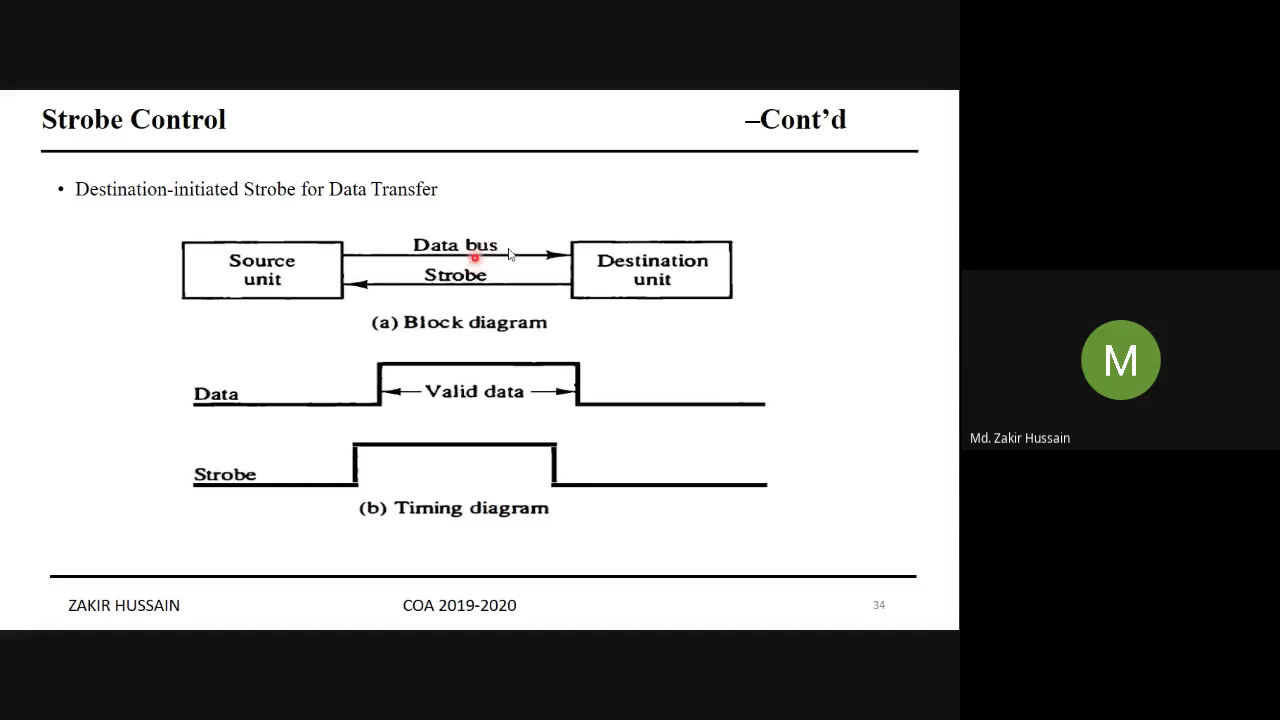 Strobe Control –Cont’d
• Destination-initiated Strobe for Data Transfer
Source unit
Data bus
Strobe
Destination unit
(a) Block diagram
Data
Valid data
Strobe
(b) Timing diagram
ZAKIR HUSSAIN COA 2019-2020 34
M
Md. Zakir Hussain